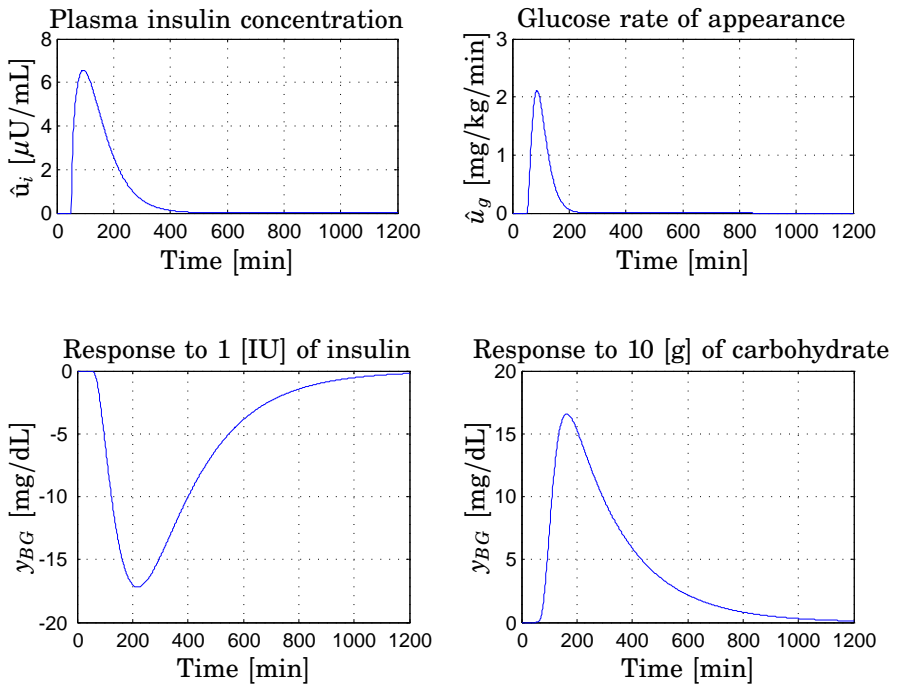 Plasma insulin concentration
û_i [μU/mL]
8
6
4
2
0
0 200 400 600 800 1000 1200
Time [min]
Glucose rate of appearance
û_g [mg/kg/min]
3
2
1
0
0 200 400 600 800 1000 1200
Time [min]
Response to 1 [IU] of insulin
y_BG [mg/dL]
0
-5
-10
-15
-20
0 200 400 600 800 1000 1200
Time [min]
Response to 10 [g] of carbohydrate
y_BG [mg/dL]
20
15
10
5
0
0 200 400 600 800 1000 1200
Time [min]